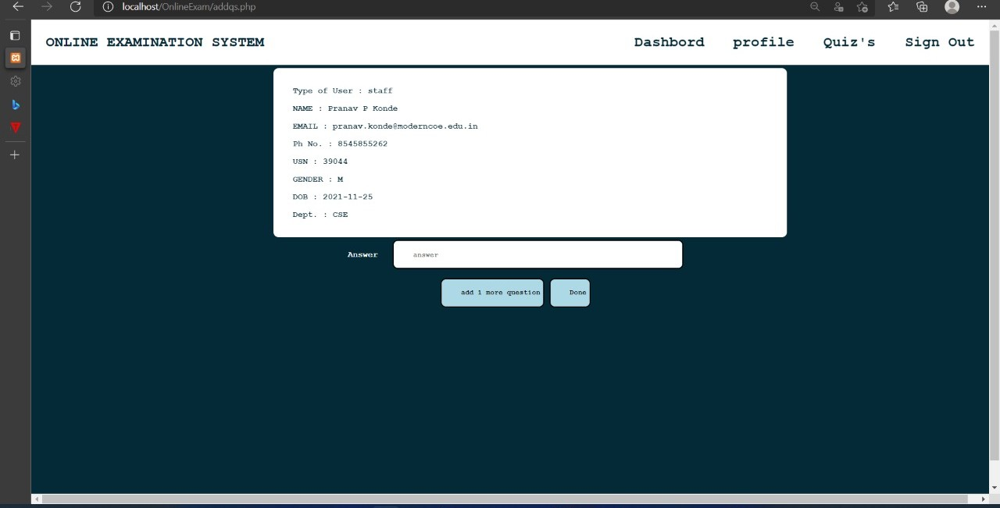 localhost/OnlineExam/addqs.php
ONLINE EXAMINATION SYSTEM Dashbord profile Quiz's Sign Out
Type of User : staff
NAME : Pranav P Konde
EMAIL : pranav.konde@moderncoe.edu.in
Ph No. : 8545855262
USN : 39044
GENDER : M
DOB : 2021-11-25
Dept. : CSE
Answer answer
add 1 more question Done